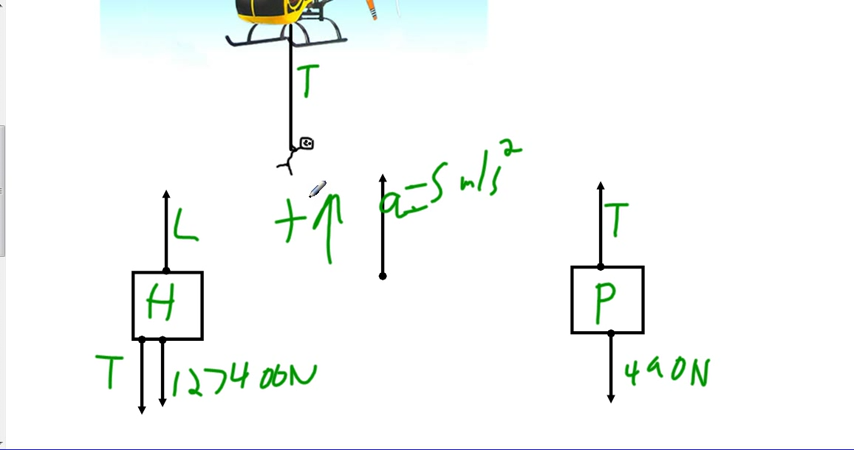 T
+ a=5 m/s²
L
T
H
P
T
127400N
490N